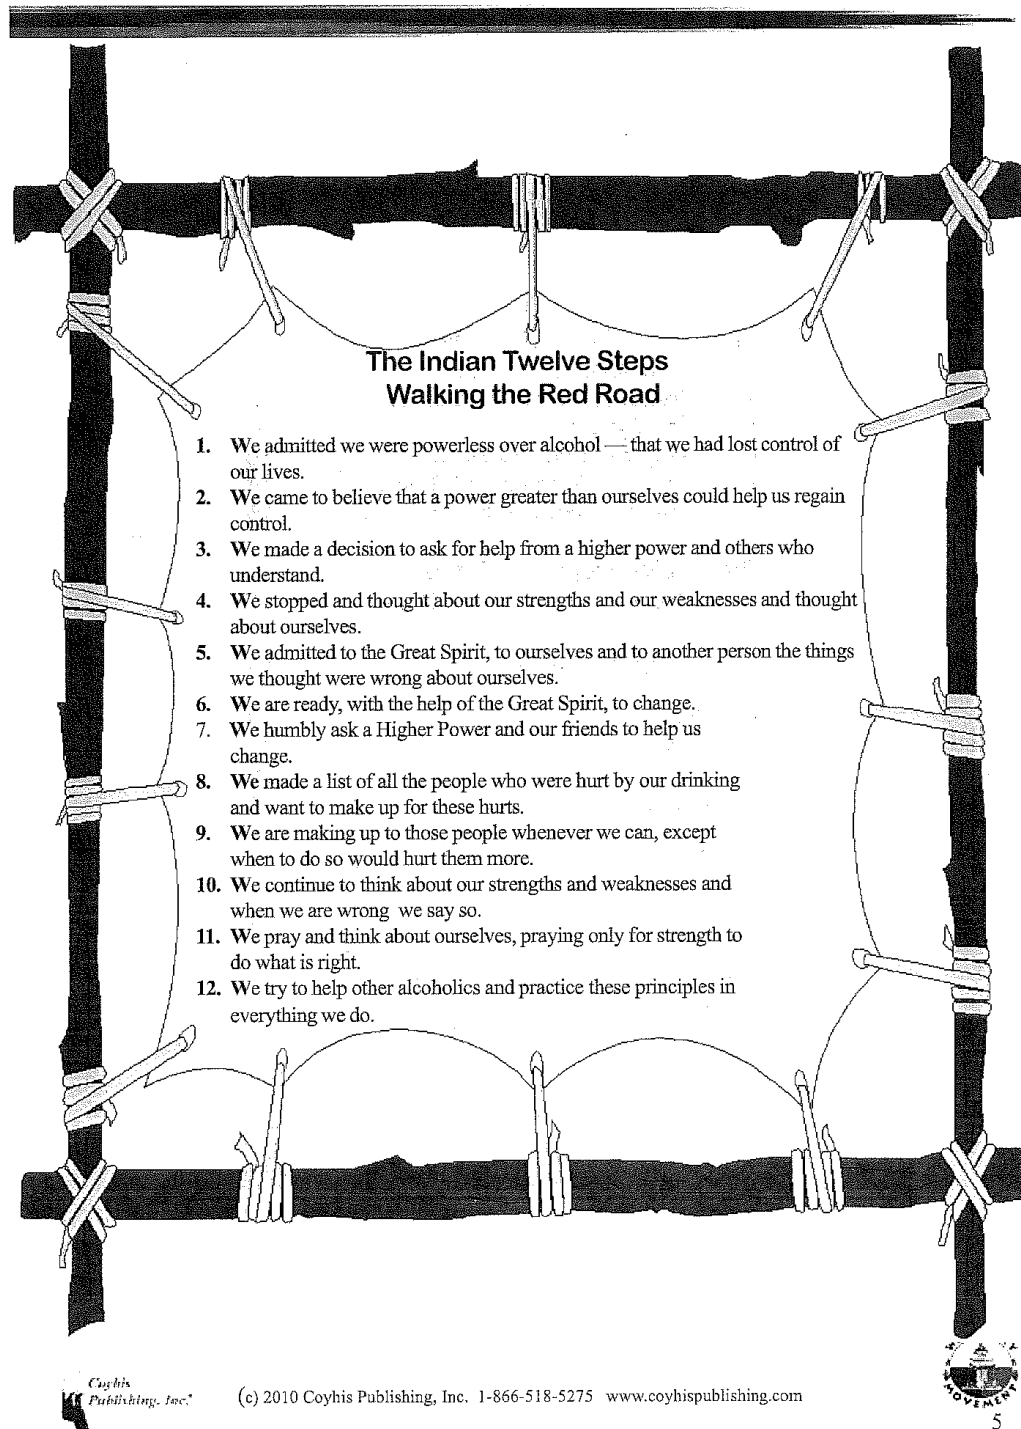 The Indian Twelve Steps
Walking the Red Road
1. We admitted we were powerless over alcohol — that we had lost control of
our lives.
2. We came to believe that a power greater than ourselves could help us regain
control.
3. We made a decision to ask for help from a higher power and others who
understand.
4. We stopped and thought about our strengths and our weaknesses and thought
about ourselves.
5. We admitted to the Great Spirit, to ourselves and to another person the things
we thought were wrong about ourselves.
6. We are ready, with the help of the Great Spirit, to change.
7. We humbly ask a Higher Power and our friends to help us
change.
8. We made a list of all the people who were hurt by our drinking
and want to make up for these hurts.
9. We are making up to those people whenever we can, except
when to do so would hurt them more.
10. We continue to think about our strengths and weaknesses and
when we are wrong we say so.
11. We pray and think about ourselves, praying only for strength to
do what is right.
12. We try to help other alcoholics and practice these principles in
everything we do.
Coyhis
Publishing, Inc.
(c) 2010 Coyhis Publishing, Inc. 1-866-518-5275 www.coyhispublishing.com
MOVEMENT
5